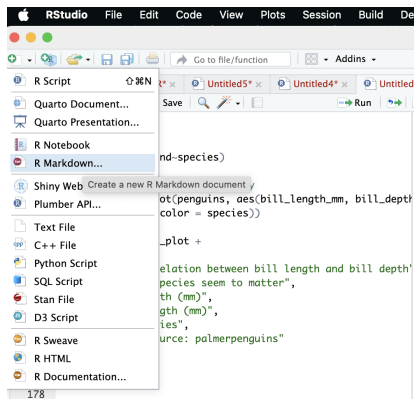 RStudio File Edit Code View Plots Session Build De
Go to file/function Addins
R Script ⇧⌘N
R* × Untitled5* × Untitled4* × Untitled
Quarto Document...
Save Run
Quarto Presentation...
R Notebook
nd~species)
R Markdown...
Create a new R Markdown document
Shiny Web
ot(penguins, aes(bill_length_mm, bill_depth
Plumber API...
color = species))
Text File
_plot +
C++ File
Python Script
elation between bill length and bill depth"
SQL Script
pecies seem to matter",
th (mm)",
Stan File
gth (mm)",
D3 Script
ies",
R Sweave
urce: palmerpenguins"
R HTML
R Documentation...
178